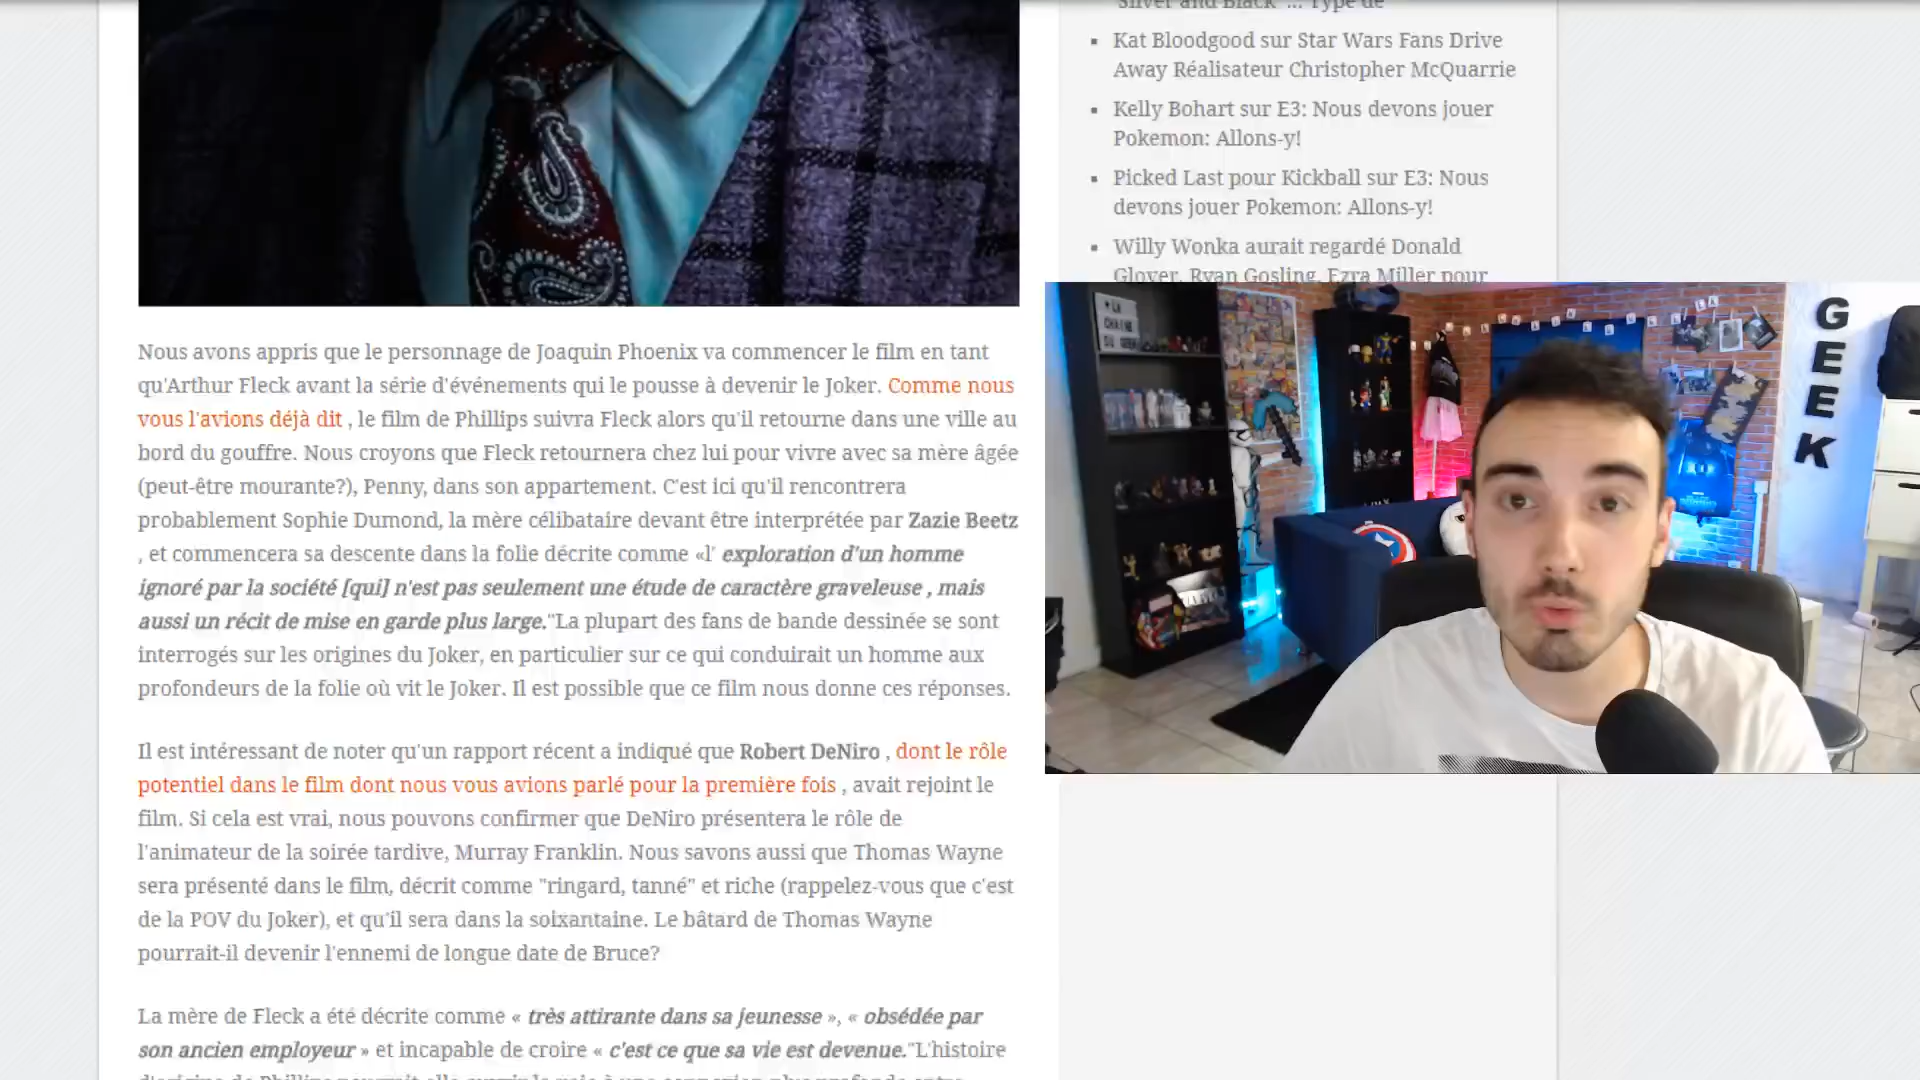 Nous avons appris que le personnage de Joaquin Phoenix va commencer le film en tant
qu'Arthur Fleck avant la série d'événements qui le pousse à devenir le Joker. Comme nous
vous l'avions déjà dit , le film de Phillips suivra Fleck alors qu'il retourne dans une ville au
bord du gouffre. Nous croyons que Fleck retournera chez lui pour vivre avec sa mère âgée
(peut-être mourante?), Penny, dans son appartement. C'est ici qu'il rencontrera
probablement Sophie Dumond, la mère célibataire devant être interprétée par Zazie Beetz
, et commencera sa descente dans la folie décrite comme «l' exploration d'un homme
ignoré par la société [qui] n'est pas seulement une étude de caractère graveleuse , mais
aussi un récit de mise en garde plus large."La plupart des fans de bande dessinée se sont
interrogés sur les origines du Joker, en particulier sur ce qui conduirait un homme aux
profondeurs de la folie où vit le Joker. Il est possible que ce film nous donne ces réponses.
Il est intéressant de noter qu'un rapport récent a indiqué que Robert DeNiro , dont le rôle
potentiel dans le film dont nous vous avions parlé pour la première fois , avait rejoint le
film. Si cela est vrai, nous pouvons confirmer que DeNiro présentera le rôle de
l'animateur de la soirée tardive, Murray Franklin. Nous savons aussi que Thomas Wayne
sera présenté dans le film, décrit comme "ringard, tanné" et riche (rappelez-vous que c'est
de la POV du Joker), et qu'il sera dans la soixantaine. Le bâtard de Thomas Wayne
pourrait-il devenir l'ennemi de longue date de Bruce?
La mère de Fleck a été décrite comme « très attirante dans sa jeunesse », « obsédée par
son ancien employeur » et incapable de croire « c'est ce que sa vie est devenue."L'histoire
"Silver and Black" ... Type de
Kat Bloodgood sur Star Wars Fans Drive
Away Réalisateur Christopher McQuarrie
Kelly Bohart sur E3: Nous devons jouer
Pokemon: Allons-y!
Picked Last pour Kickball sur E3: Nous
devons jouer Pokemon: Allons-y!
Willy Wonka aurait regardé Donald
Glover, Ryan Gosling, Ezra Miller pour
LA
CHAINE
DU GEEK
GEEK